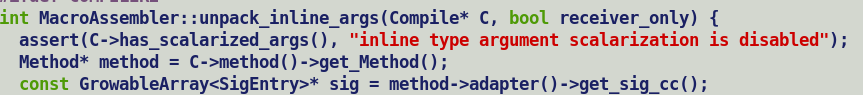 int MacroAssembler::unpack_inline_args(Compile* C, bool receiver_only) {
  assert(C->has_scalarized_args(), "inline type argument scalarization is disabled");
  Method* method = C->method()->get_Method();
  const GrowableArray<SigEntry>* sig = method->adapter()->get_sig_cc();